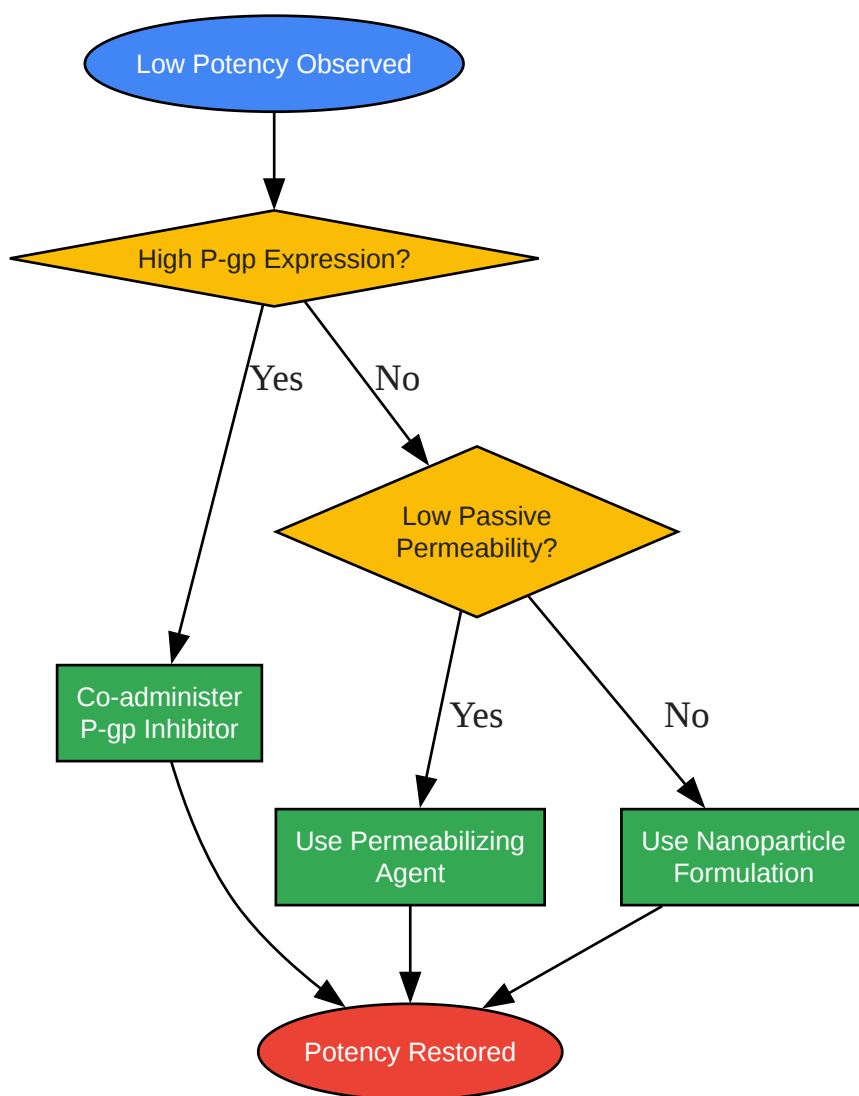 Low Potency Observed
High P-gp Expression?
Yes
No
Low Passive
Permeability?
Co-administer
P-gp Inhibitor
Yes
No
Use Permeabilizing
Agent
Use Nanoparticle
Formulation
Potency Restored